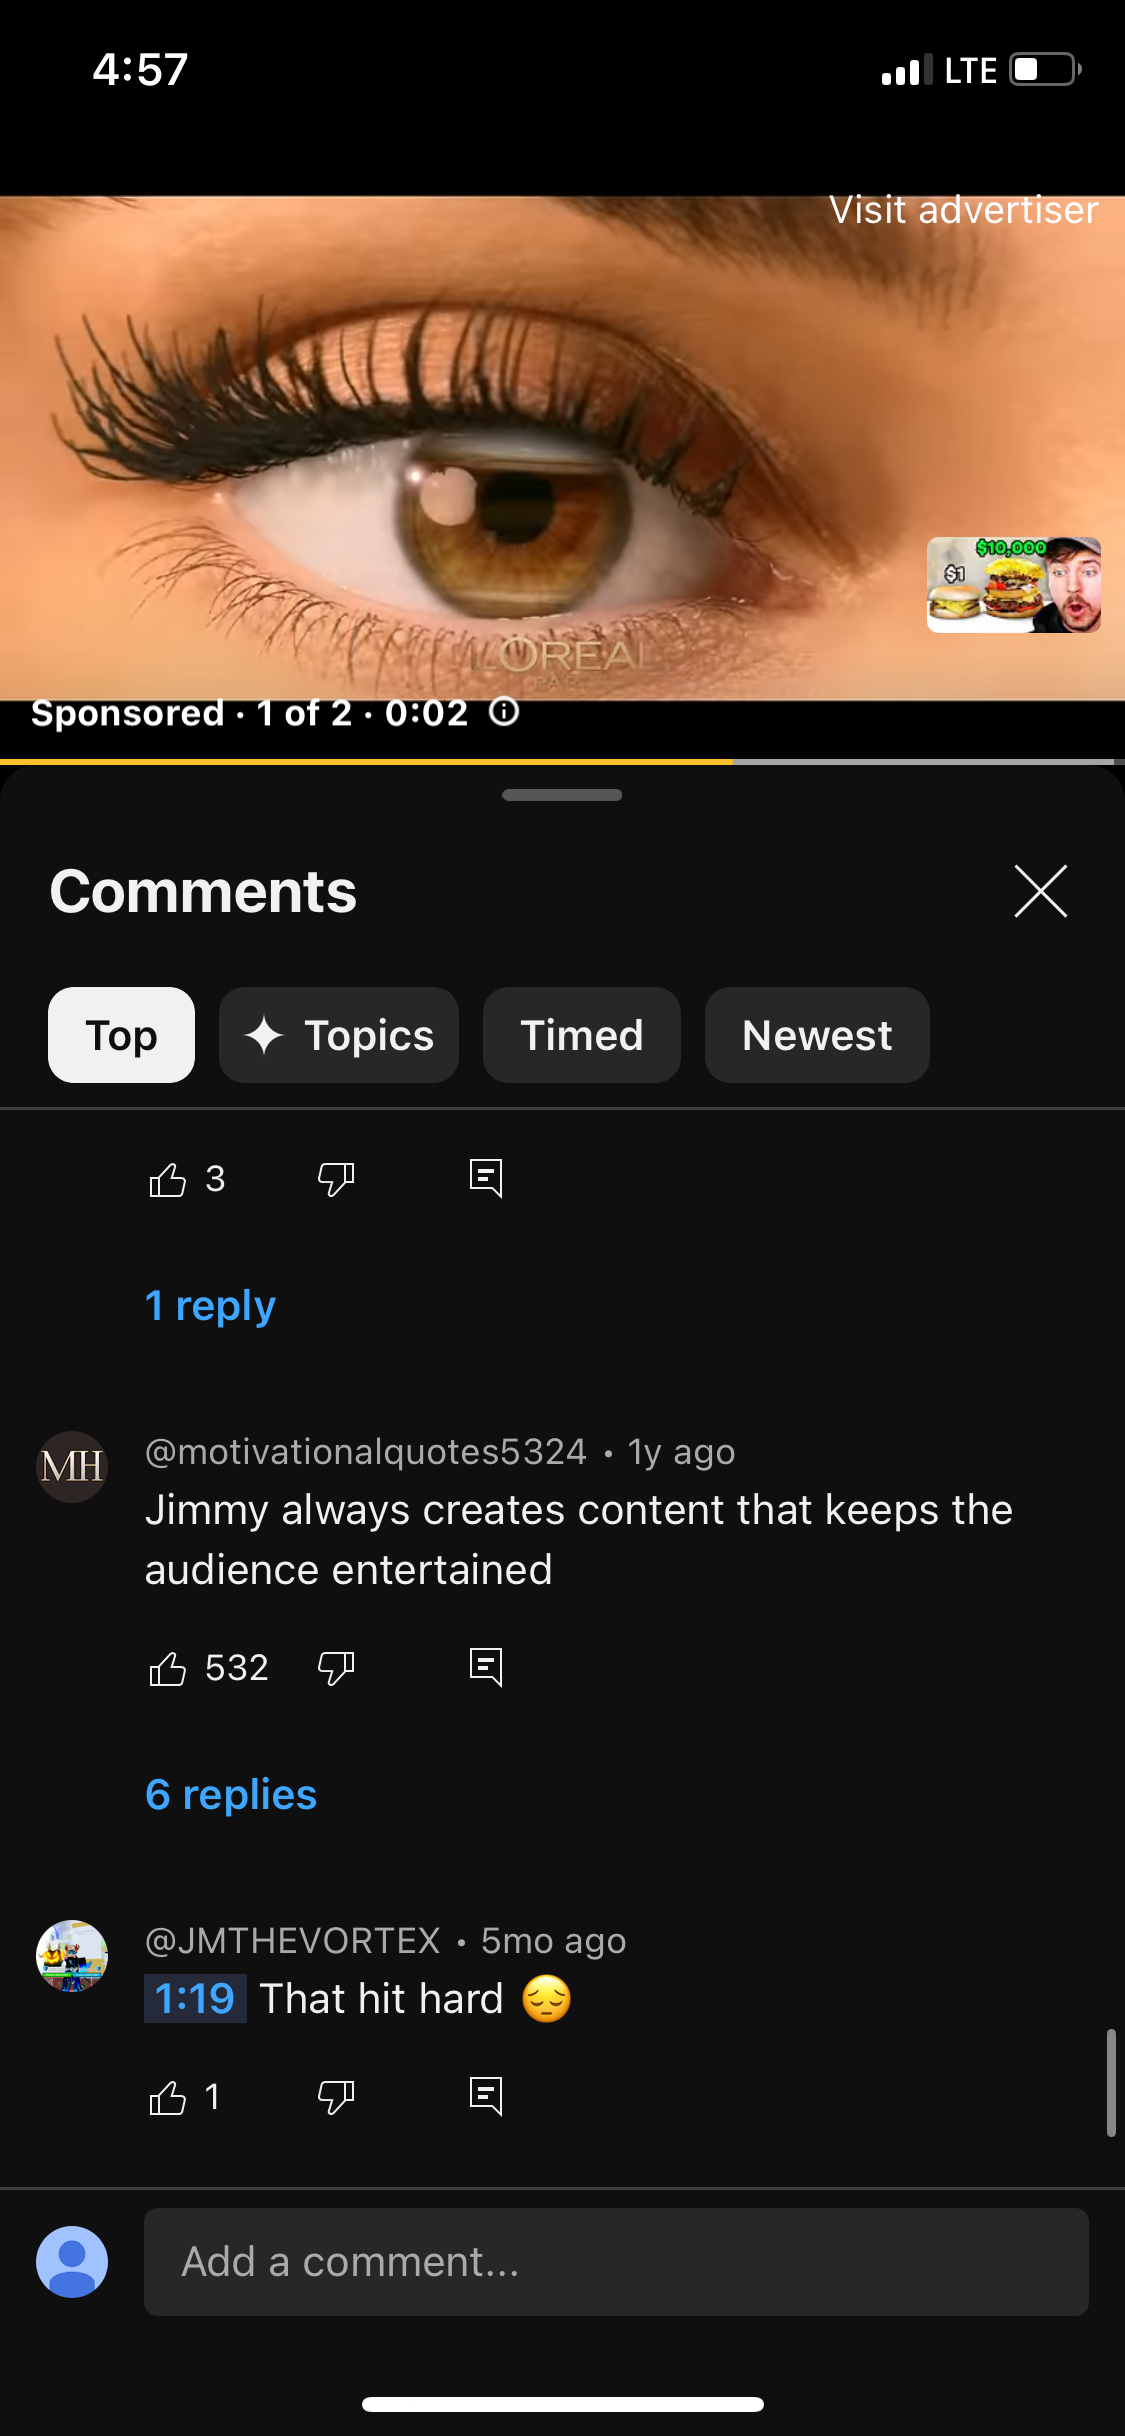 4:57
LTE
Visit advertiser
$10,000
$1
L'ORÉAL
PARIS
Sponsored · 1 of 2 · 0:02
Comments
Top
Topics
Timed
Newest
3
1 reply
MH
@motivationalquotes5324 · 1y ago
Jimmy always creates content that keeps the
audience entertained
532
6 replies
@JMTHEVORTEX · 5mo ago
1:19 That hit hard 😔
1
Add a comment...